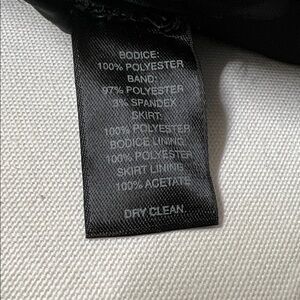 BODICE:
100% POLYESTER
BAND:
97% POLYESTER
3% SPANDEX
SKIRT:
100% POLYESTER
BODICE LINING:
100% POLYESTER
SKIRT LINING:
100% ACETATE
DRY CLEAN.